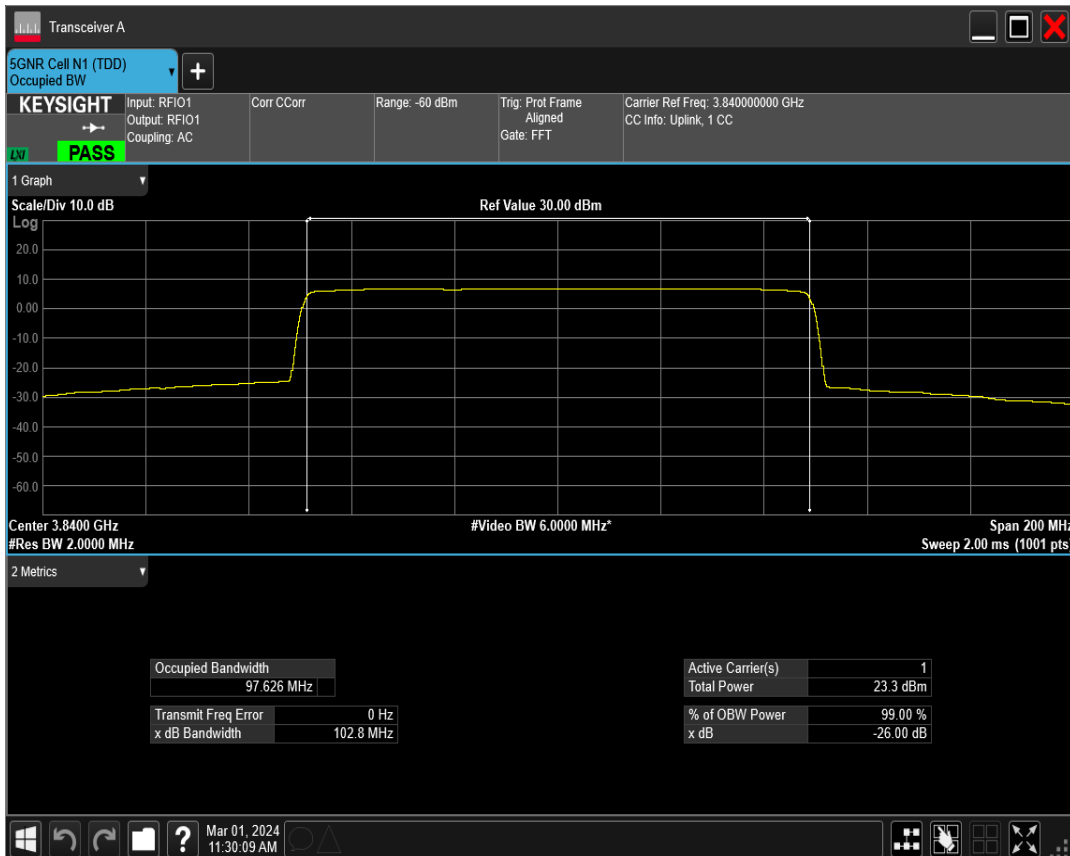 Transceiver A
5GNR Cell N1 (TDD)
Occupied BW
+
KEYSIGHT
LXI
PASS
Input: RFIO1
Output: RFIO1
Coupling: AC
Corr CCorr
Range: -60 dBm
Trig: Prot Frame
Aligned
Gate: FFT
Carrier Ref Freq: 3.840000000 GHz
CC Info: Uplink, 1 CC
1 Graph
Scale/Div 10.0 dB
Ref Value 30.00 dBm
Log
20.0
10.0
0.00
-10.0
-20.0
-30.0
-40.0
-50.0
-60.0
Center 3.8400 GHz
#Video BW 6.0000 MHz*
Span 200 MHz
#Res BW 2.0000 MHz
Sweep 2.00 ms (1001 pts)
2 Metrics
Occupied Bandwidth
97.626 MHz
Transmit Freq Error 0 Hz
x dB Bandwidth 102.8 MHz
Active Carrier(s) 1
Total Power 23.3 dBm
% of OBW Power 99.00 %
x dB -26.00 dB
?
Mar 01, 2024
11:30:09 AM